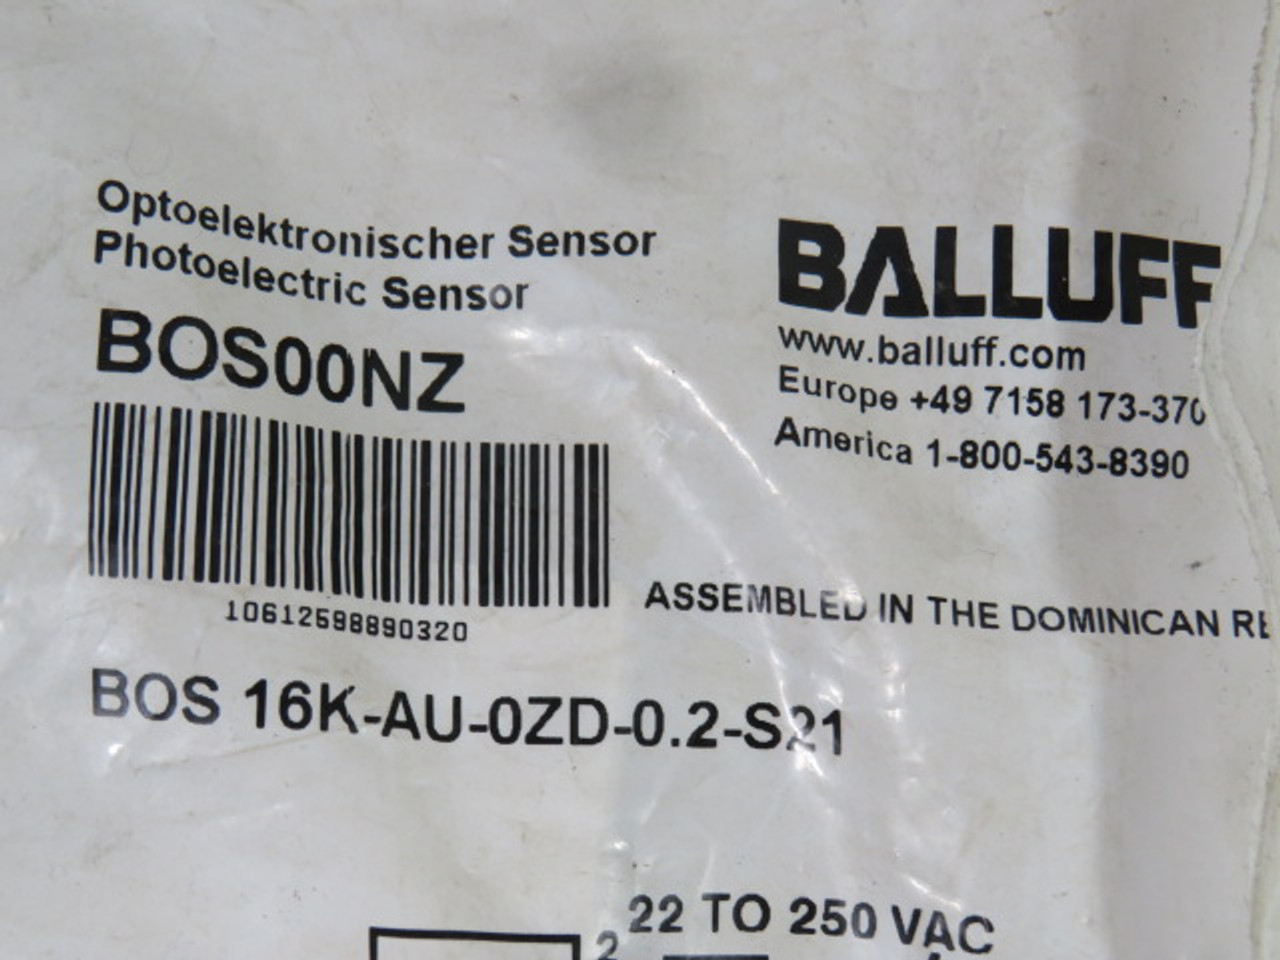 Optoelektronischer Sensor
Photoelectric Sensor
BOS00NZ
10612598890320
BOS 16K-AU-0ZD-0.2-S21
BALLUFF
www.balluff.com
Europe +49 7158 173-370
America 1-800-543-8390
ASSEMBLED IN THE DOMINICAN RE
22 TO 250 VAC
2